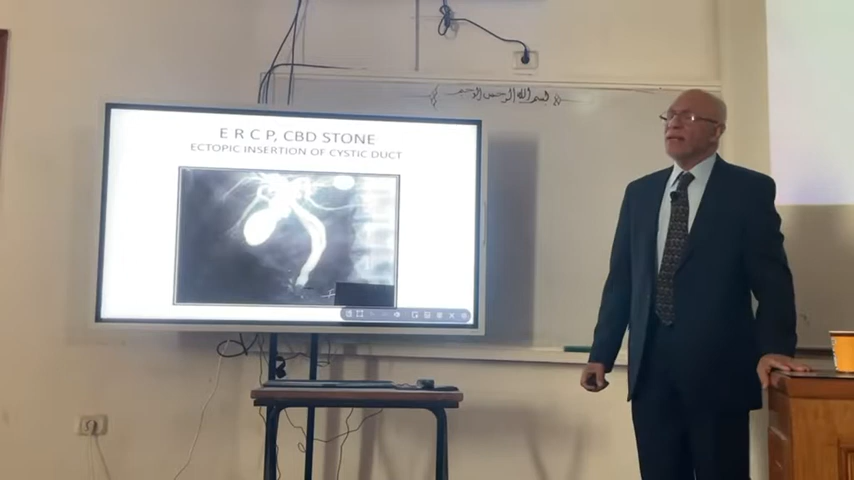 بسم الله الرحمن الرحيم
E R C P, CBD STONE
ECTOPIC INSERTION OF CYSTIC DUCT